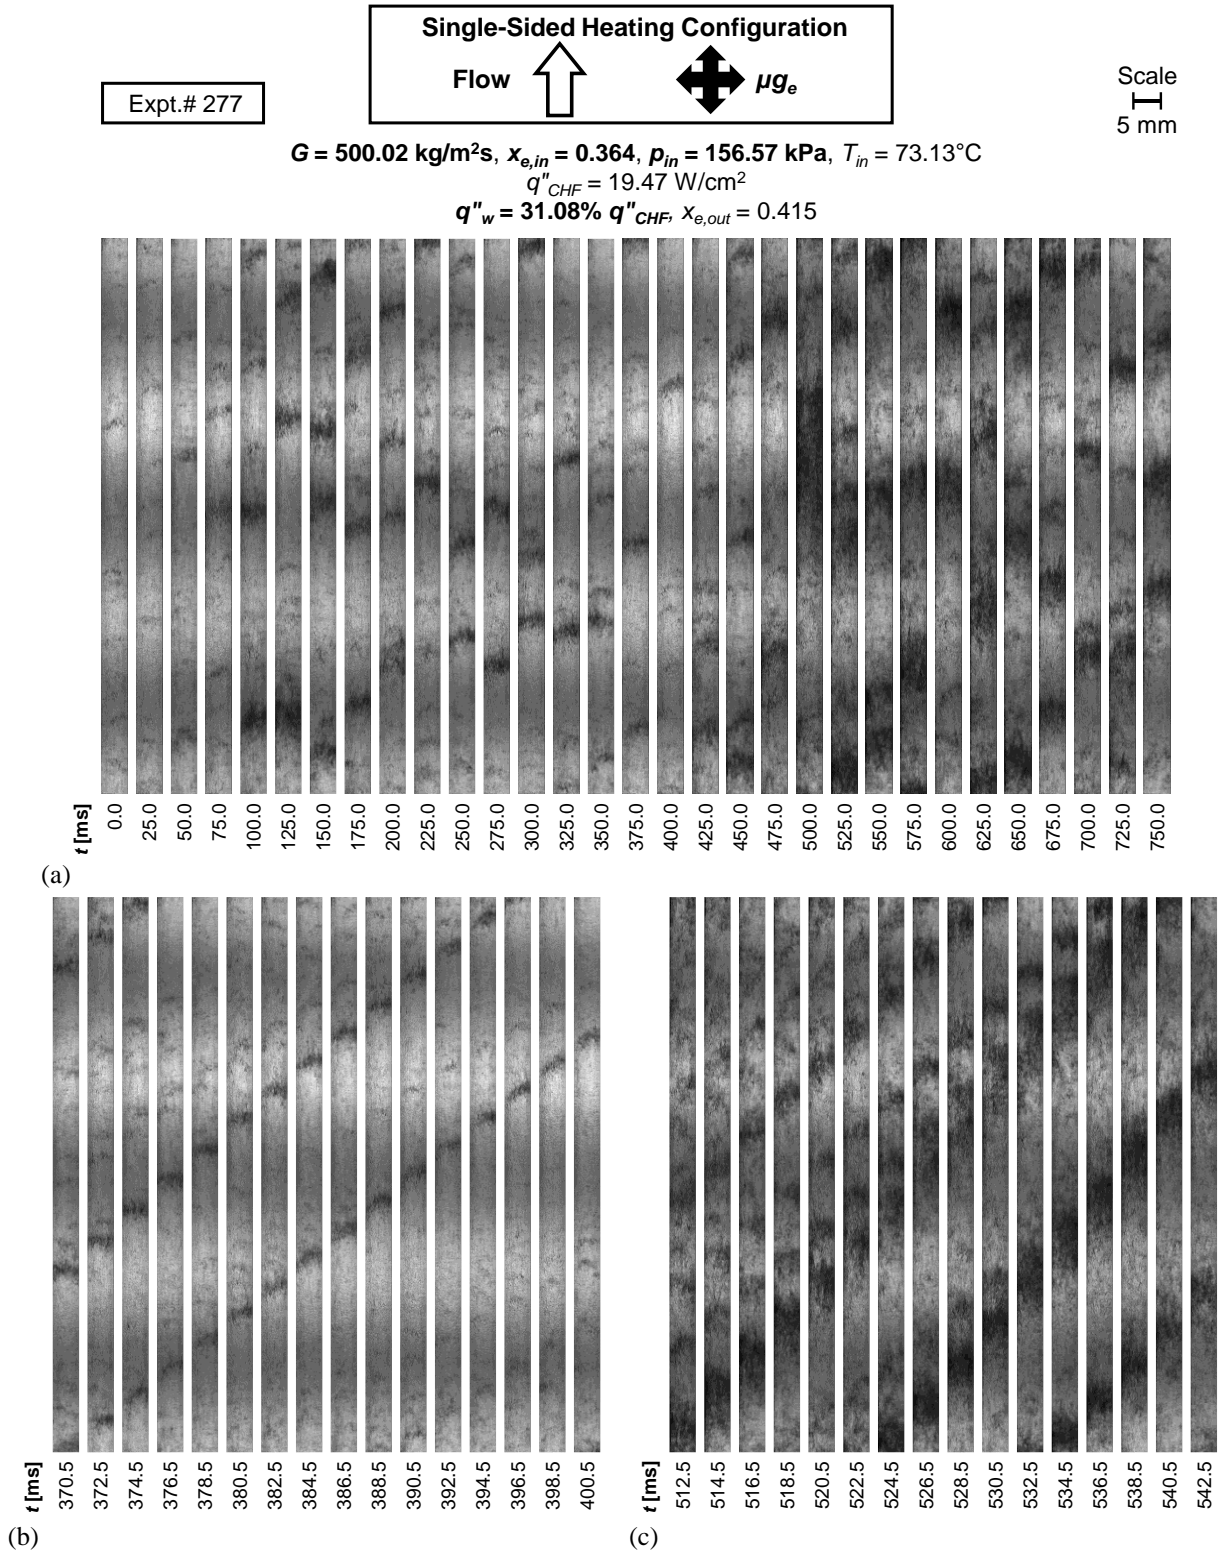 Single-Sided Heating Configuration
Flow
μgₑ
Expt.# 277
Scale
5 mm
G = 500.02 kg/m²s, xₑ,ᵢₙ = 0.364, pᵢₙ = 156.57 kPa, Tᵢₙ = 73.13°C
q"CHF = 19.47 W/cm²
q"w = 31.08% q"CHF, xₑ,out = 0.415
t [ms] 0.0 25.0 50.0 75.0 100.0 125.0 150.0 175.0 200.0 225.0 250.0 275.0 300.0 325.0 350.0 375.0 400.0 425.0 450.0 475.0 500.0 525.0 550.0 575.0 600.0 625.0 650.0 675.0 700.0 725.0 750.0
(a)
t [ms] 370.5 372.5 374.5 376.5 378.5 380.5 382.5 384.5 386.5 388.5 390.5 392.5 394.5 396.5 398.5 400.5
(b)
t [ms] 512.5 514.5 516.5 518.5 520.5 522.5 524.5 526.5 528.5 530.5 532.5 534.5 536.5 538.5 540.5 542.5
(c)